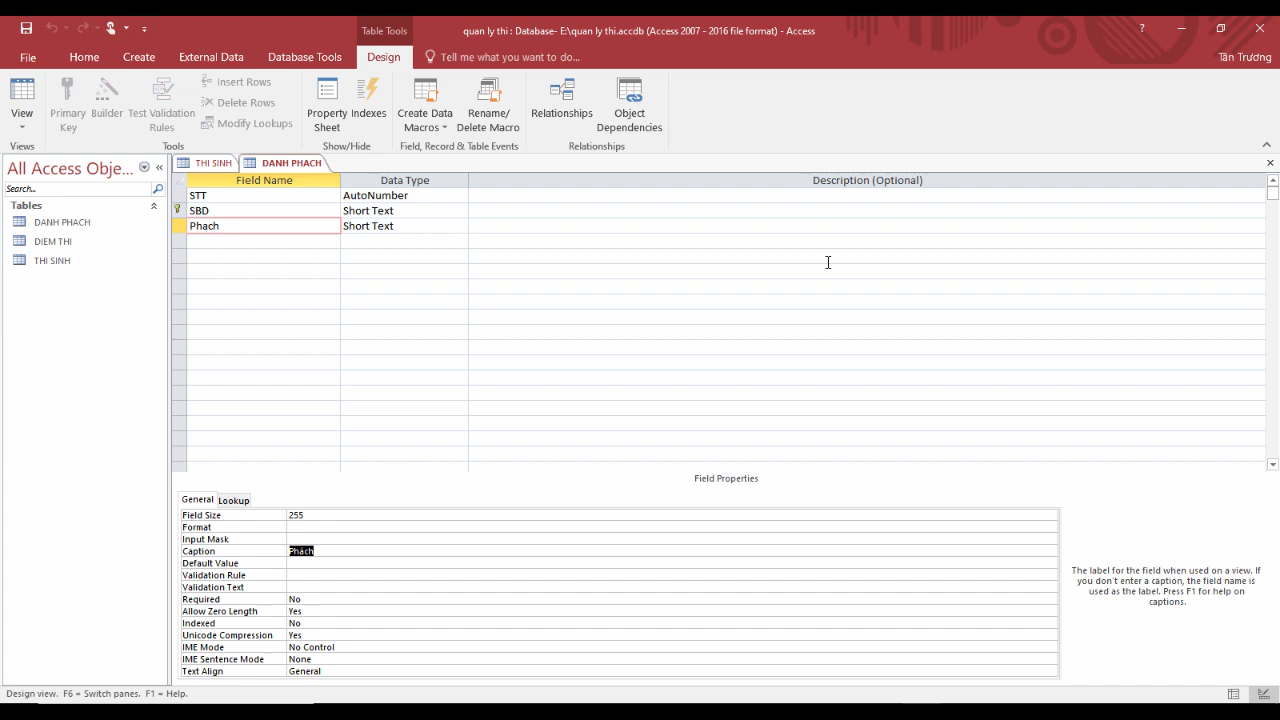 Table Tools
quan ly thi : Database- E:\quan ly thi.accdb (Access 2007 - 2016 file format) - Access
?
File
Home
Create
External Data
Database Tools
Design
Tell me what you want to do...
Tân Trương
View
Primary Key
Builder
Test Validation Rules
Insert Rows
Delete Rows
Modify Lookups
Property Sheet
Indexes
Create Data Macros
Rename/ Delete Macro
Relationships
Object Dependencies
Views
Tools
Show/Hide
Field, Record & Table Events
Relationships
All Access Obje...
Search...
Tables
DANH PHACH
DIEM THI
THI SINH
THI SINH
DANH PHACH
Field Name
Data Type
Description (Optional)
STT AutoNumber
SBD Short Text
Phach Short Text
Field Properties
General
Lookup
Field Size 255
Format
Input Mask
Caption Phách
Default Value
Validation Rule
Validation Text
Required No
Allow Zero Length Yes
Indexed No
Unicode Compression Yes
IME Mode No Control
IME Sentence Mode None
Text Align General
The label for the field when used on a view. If
you don't enter a caption, the field name is
used as the label. Press F1 for help on
captions.
Design view. F6 = Switch panes. F1 = Help.